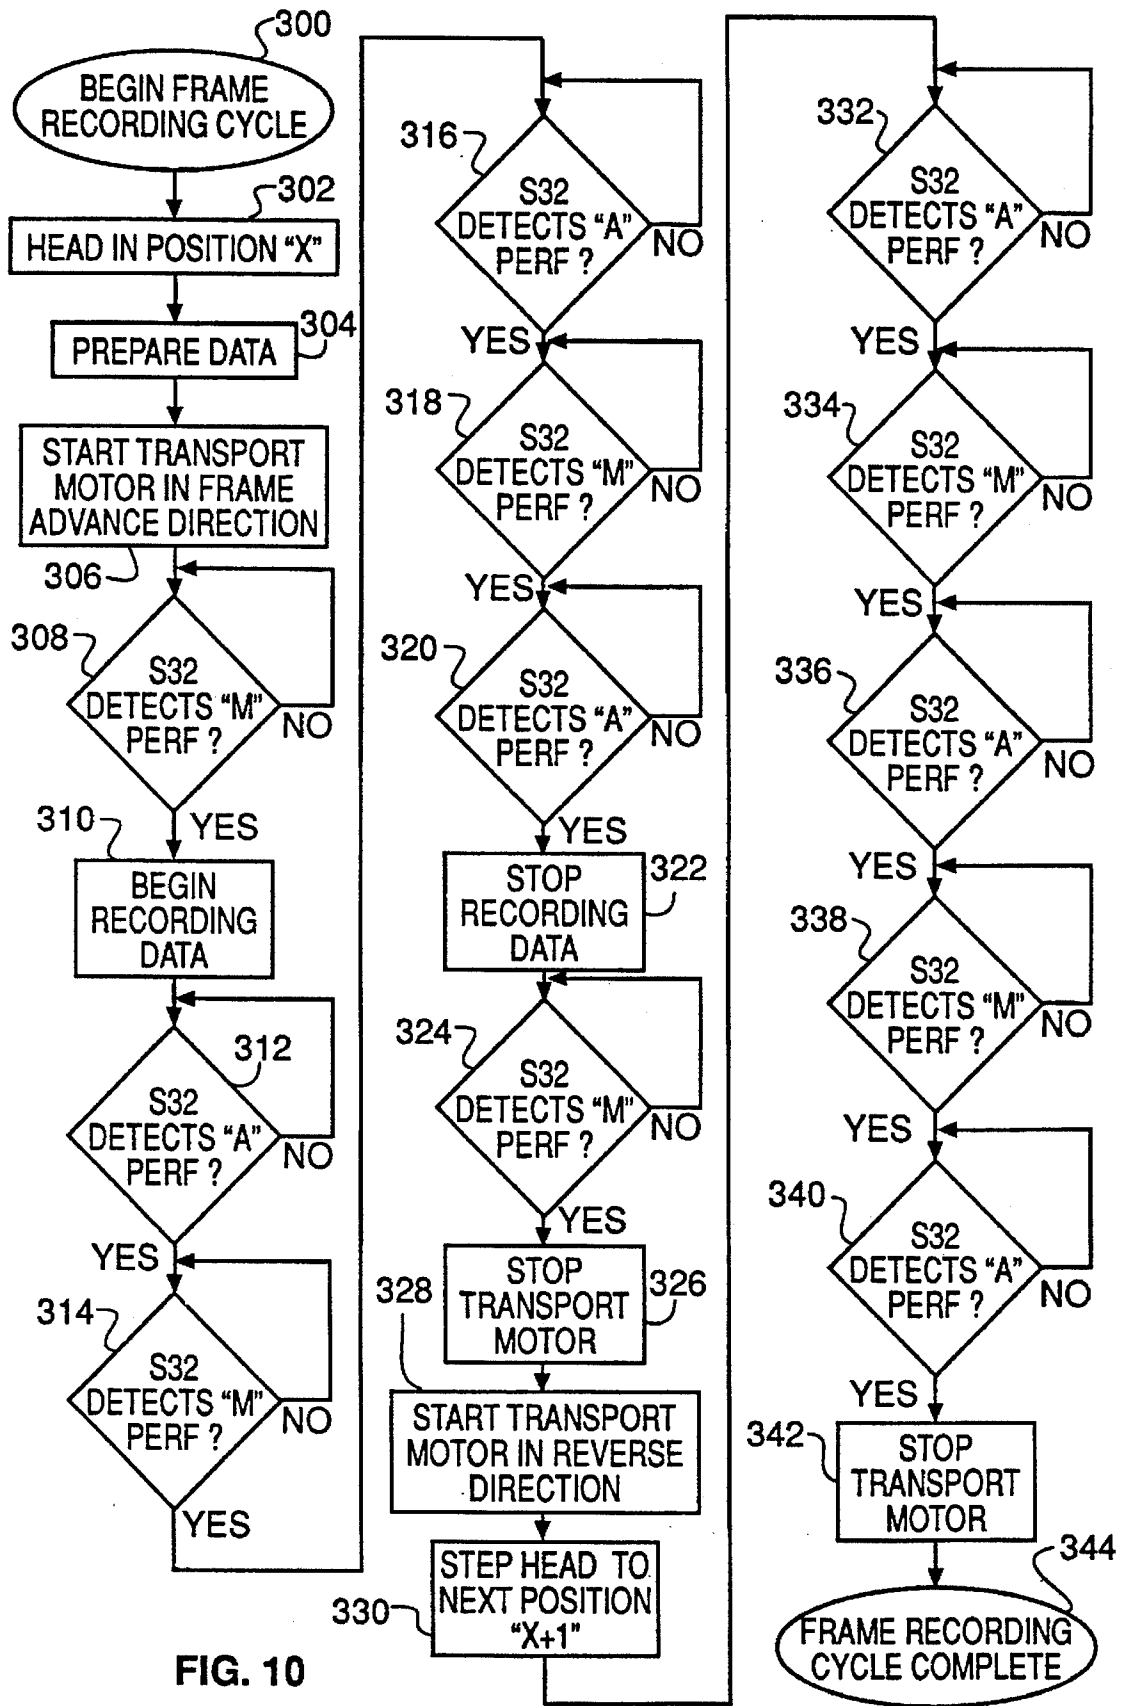 300
BEGIN FRAME
RECORDING CYCLE
302
HEAD IN POSITION “X”
304
PREPARE DATA
START TRANSPORT
MOTOR IN FRAME
ADVANCE DIRECTION
306
308
S32
DETECTS “M”
PERF ?
NO
YES
310
BEGIN
RECORDING
DATA
312
S32
DETECTS “A”
PERF ?
NO
YES
314
S32
DETECTS “M”
PERF ?
NO
YES
316
S32
DETECTS “A”
PERF ?
NO
YES
318
S32
DETECTS “M”
PERF ?
NO
YES
320
S32
DETECTS “A”
PERF ?
NO
YES
STOP
RECORDING
DATA
322
324
S32
DETECTS “M”
PERF ?
NO
YES
STOP
TRANSPORT
MOTOR
326
328
START TRANSPORT
MOTOR IN REVERSE
DIRECTION
STEP HEAD TO
NEXT POSITION
“X+1”
330
332
S32
DETECTS “A”
PERF ?
NO
YES
334
S32
DETECTS “M”
PERF ?
NO
YES
336
S32
DETECTS “A”
PERF ?
NO
YES
338
S32
DETECTS “M”
PERF ?
NO
YES
340
S32
DETECTS “A”
PERF ?
NO
YES
342
STOP
TRANSPORT
MOTOR
344
FRAME RECORDING
CYCLE COMPLETE
FIG. 10